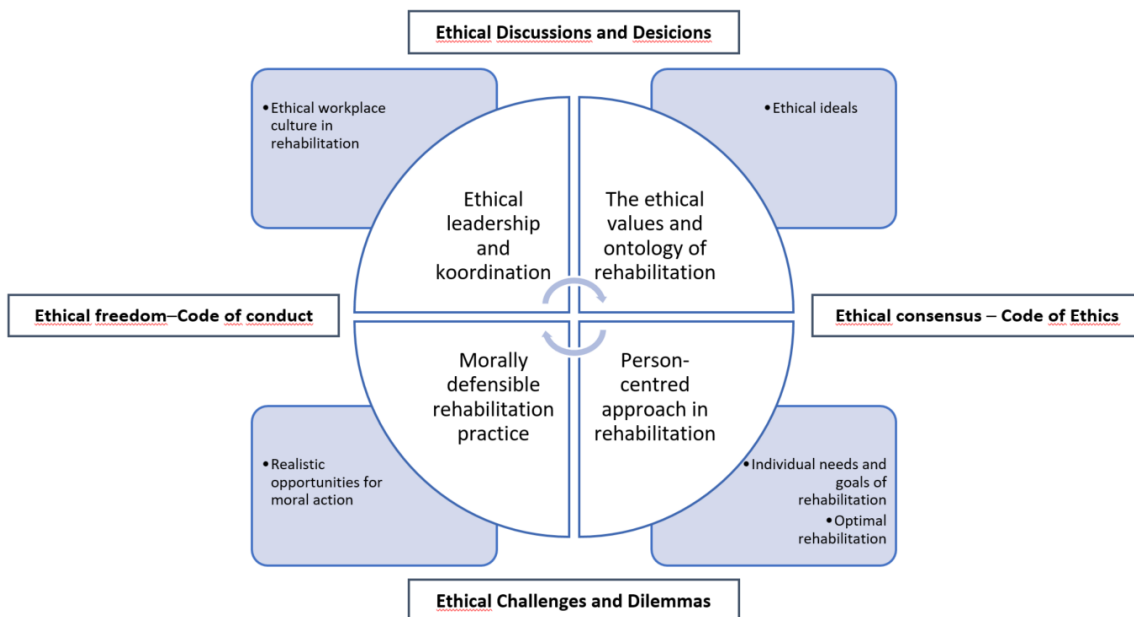 Ethical Discussions and Desicions
•Ethical workplace
culture in
rehabilitation
•Ethical ideals
Ethical
leadership
and
koordination
The ethical
values and
ontology of
rehabilitation
Ethical freedom–Code of conduct
Ethical consensus – Code of Ethics
Morally
defensible
rehabilitation
practice
Person-
centred
approach in
rehabilitation
•Realistic
opportunities for
moral action
•Individual needs and
goals of
rehabilitation
•Optimal
rehabilitation
Ethical Challenges and Dilemmas